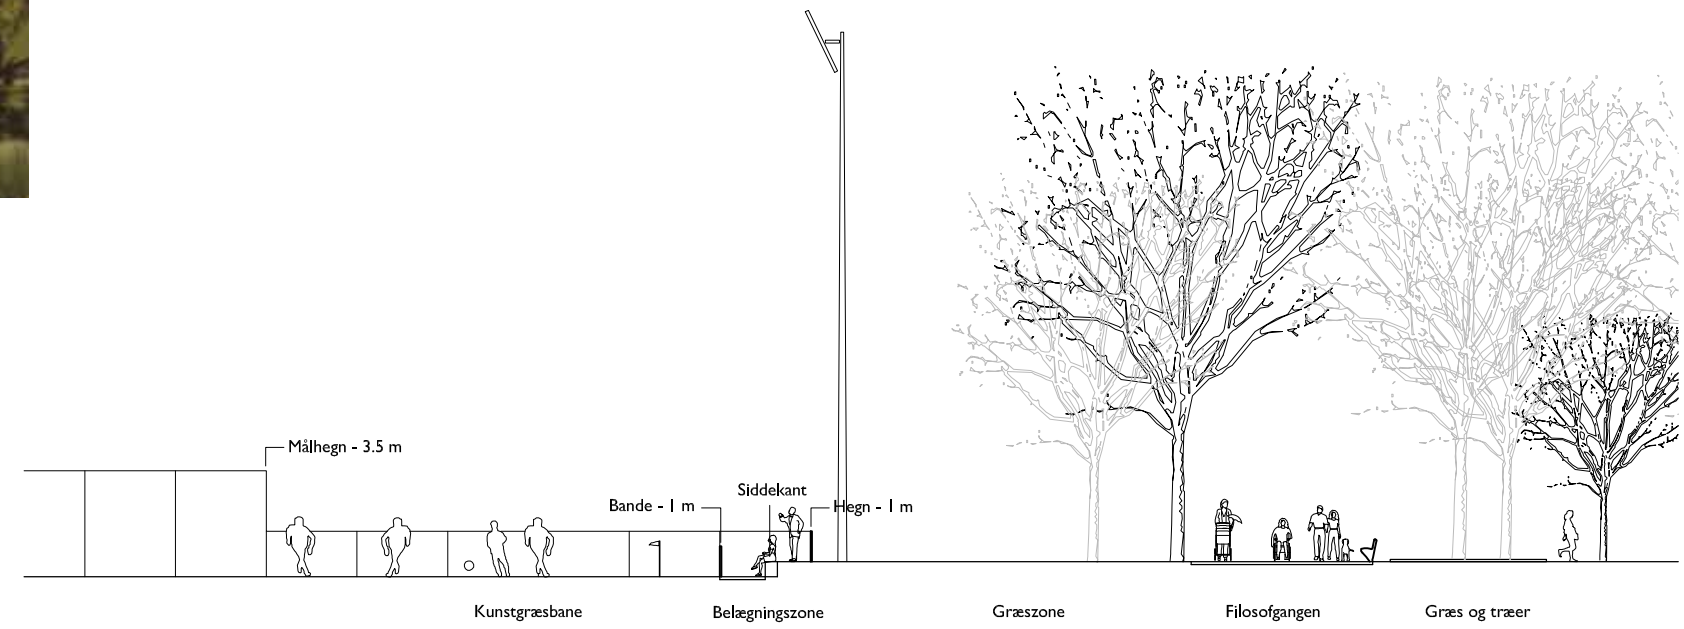 Målhegn - 3.5 m
Siddekant
Bande - 1 m
Hegn - 1 m
Kunstgræsbane
Belægningszone
Græszone
Filosofgangen
Græs og træer